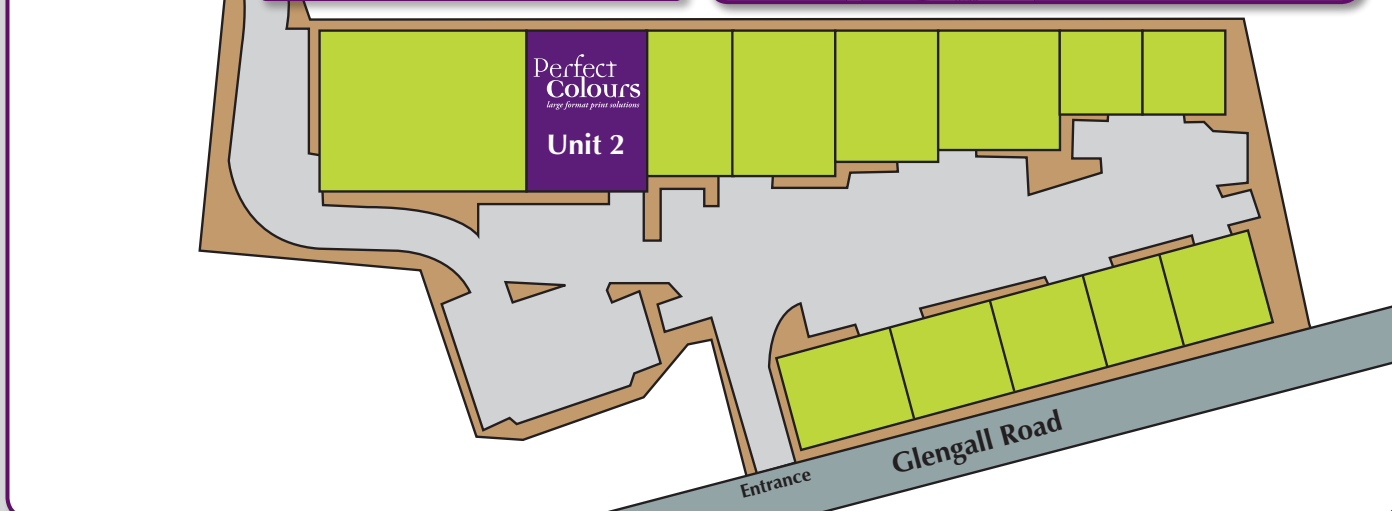 Perfect
Colours
large format print solutions
Unit 2
Glengall Road
Entrance